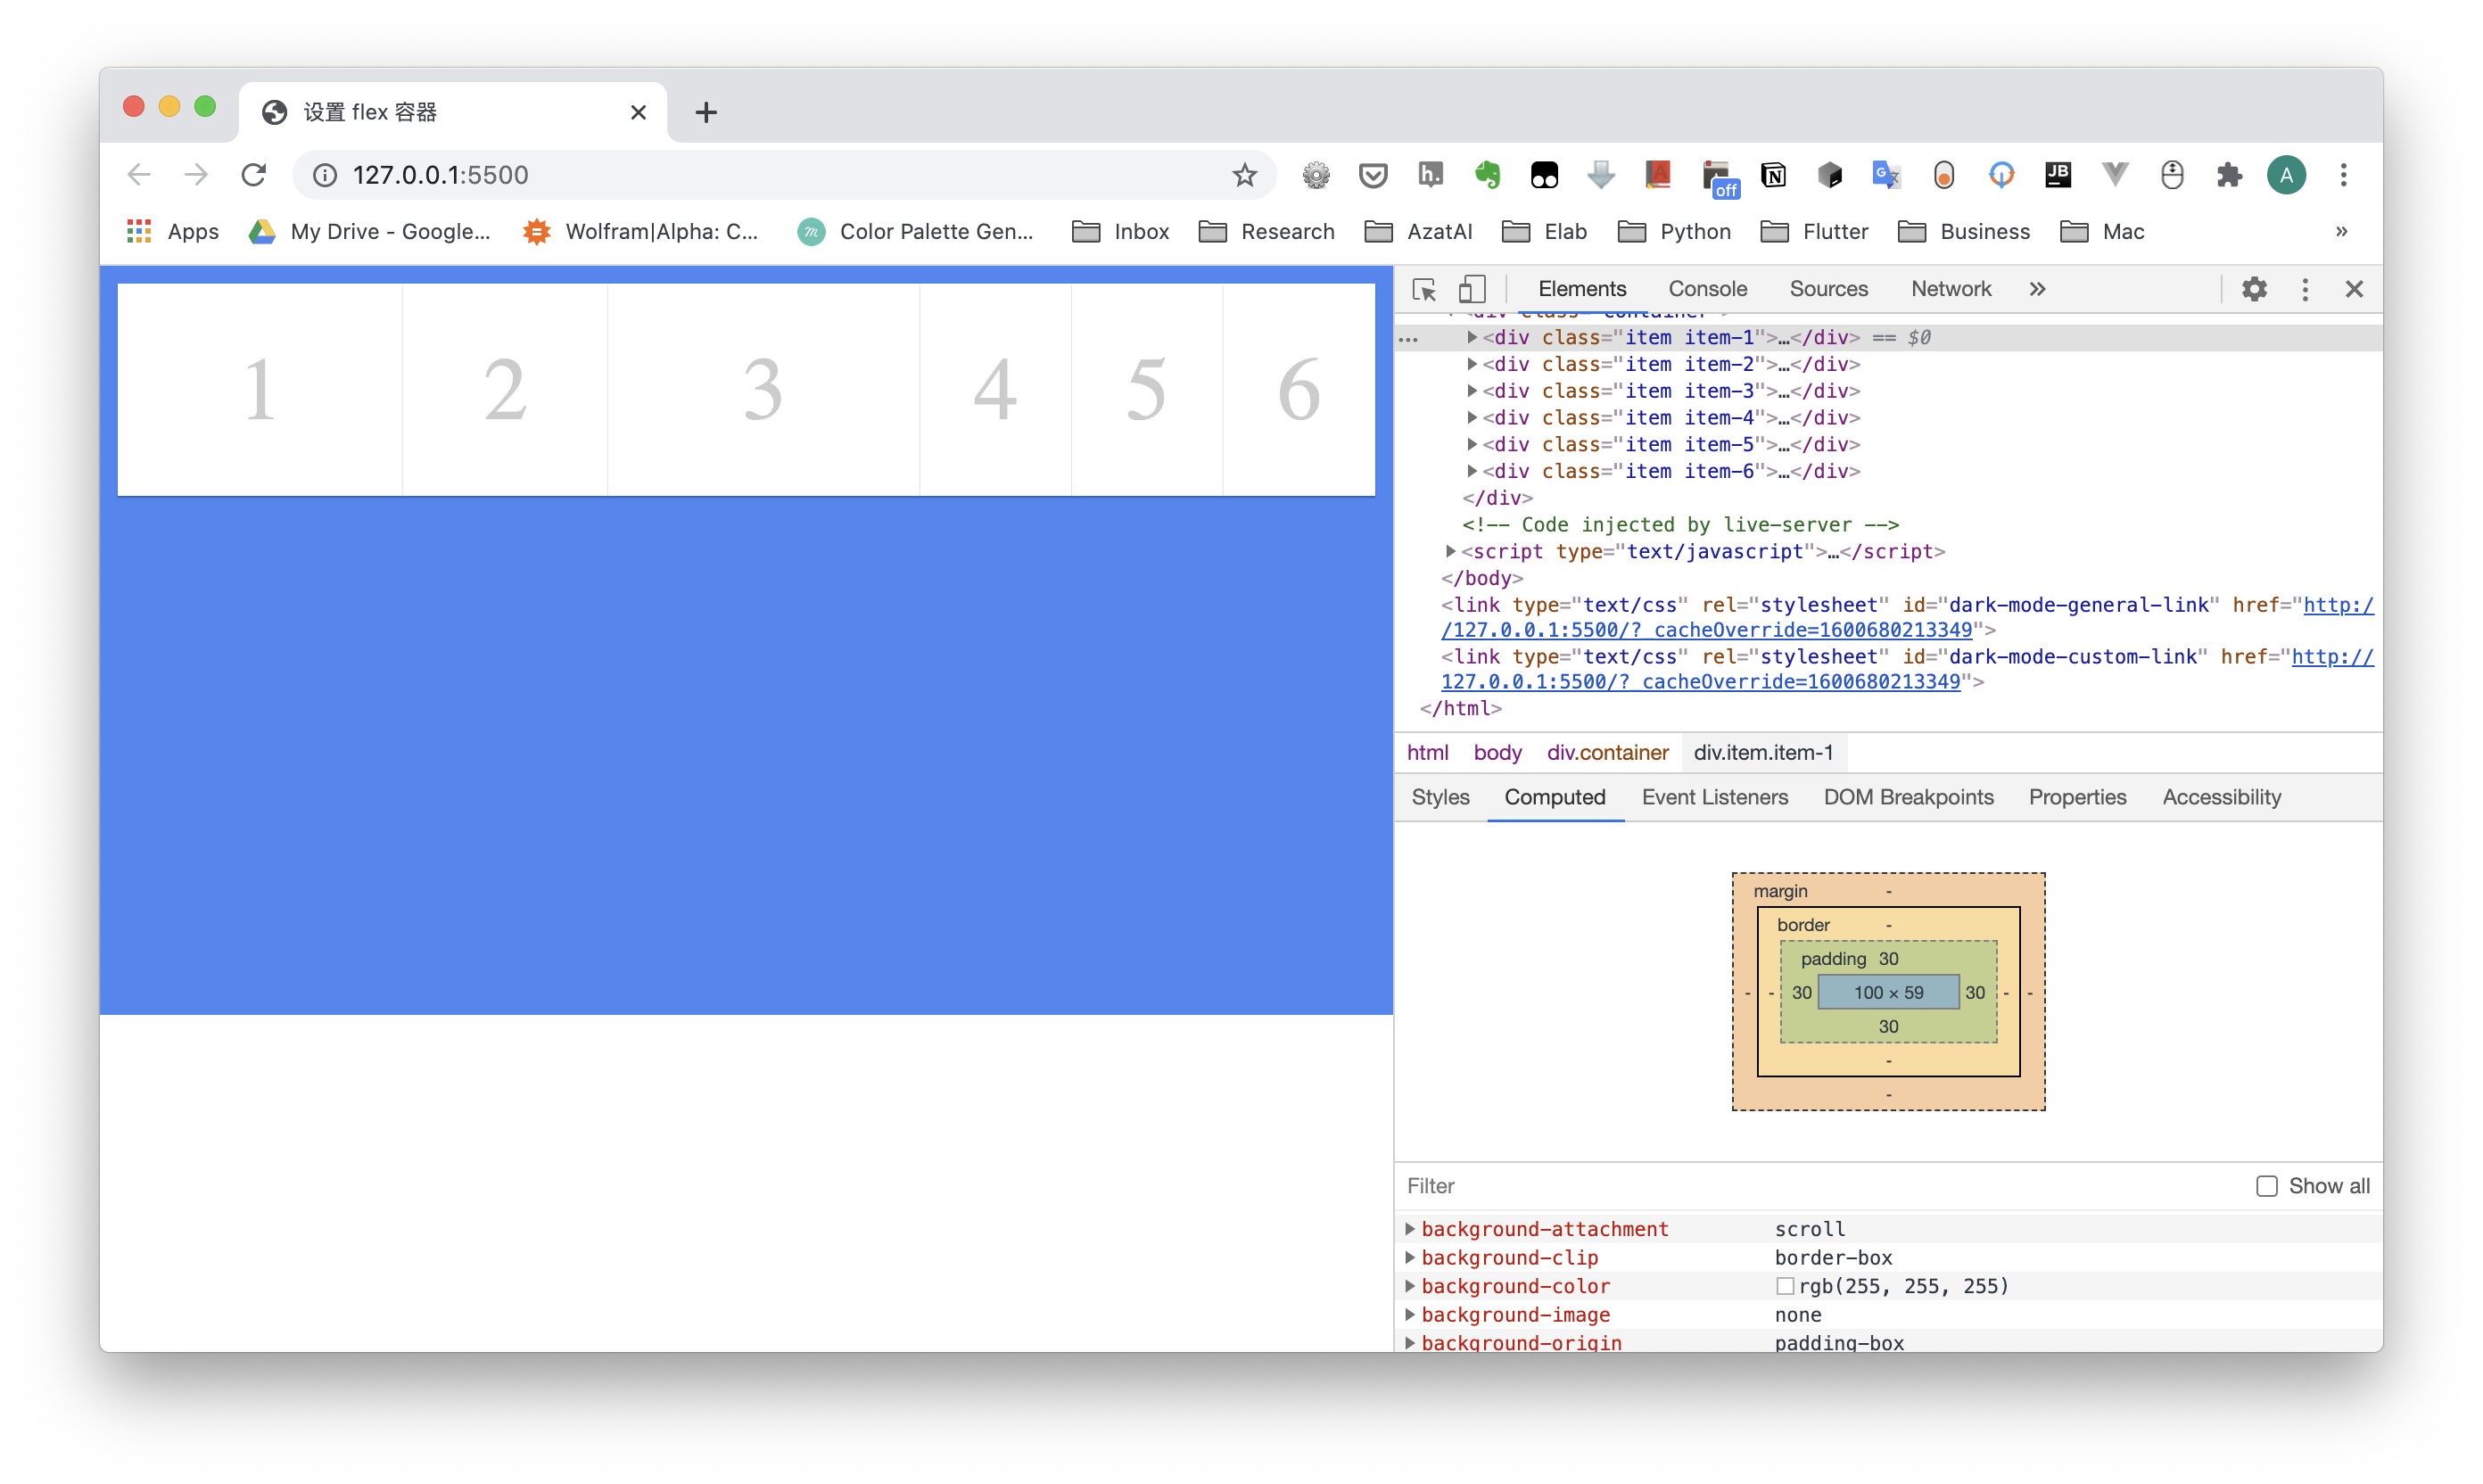 设置 flex 容器
127.0.0.1:5500
off
A
Apps
My Drive - Google...
Wolfram|Alpha: C...
Color Palette Gen...
Inbox
Research
AzatAI
Elab
Python
Flutter
Business
Mac
»
1 2 3 4 5 6
Elements Console Sources Network »
<div class="container">
<div class="item item-1">…</div> == $0
<div class="item item-2">…</div>
<div class="item item-3">…</div>
<div class="item item-4">…</div>
<div class="item item-5">…</div>
<div class="item item-6">…</div>
</div>
<!-- Code injected by live-server -->
<script type="text/javascript">…</script>
</body>
<link type="text/css" rel="stylesheet" id="dark-mode-general-link" href="http:/
/127.0.0.1:5500/?_cacheOverride=1600680213349">
<link type="text/css" rel="stylesheet" id="dark-mode-custom-link" href="http://
127.0.0.1:5500/?_cacheOverride=1600680213349">
</html>
html body div.container div.item.item-1
Styles Computed Event Listeners DOM Breakpoints Properties Accessibility
margin -
border -
padding 30
- - 30 100 × 59 30 - -
30
-
-
Filter Show all
background-attachment scroll
background-clip border-box
background-color rgb(255, 255, 255)
background-image none
background-origin padding-box